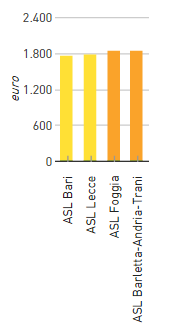 2.400
1.800
1.200
600
0
euro
ASL Bari
ASL Lecce
ASL Foggia
ASL Barletta-Andria-Trani